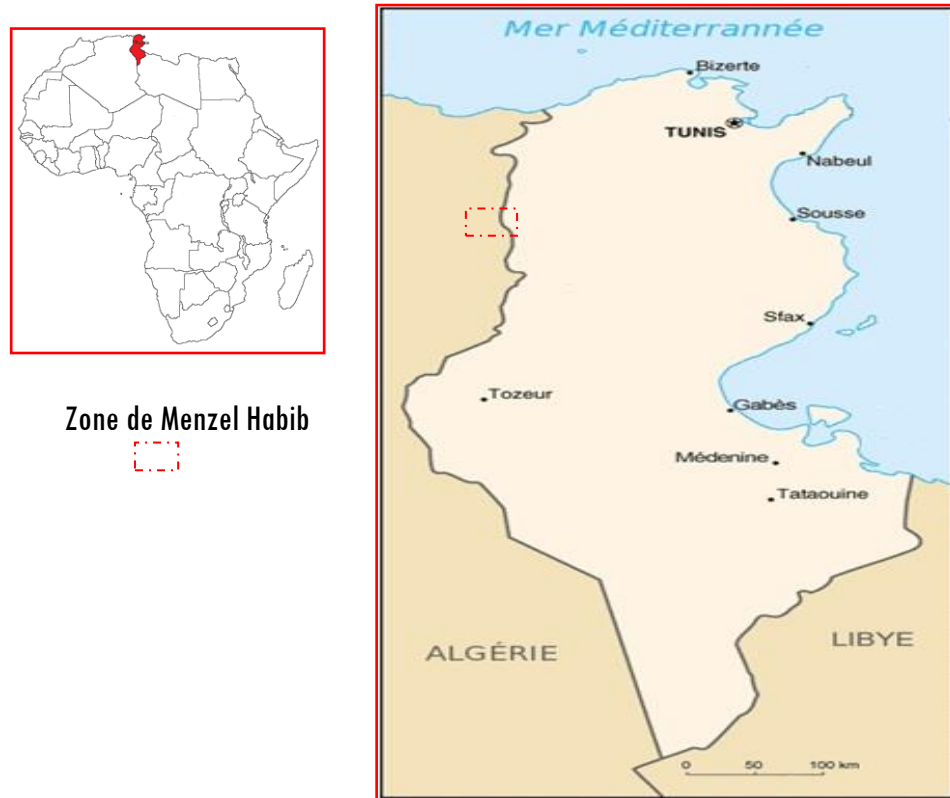 Mer Méditerrannée
Bizerte
TUNIS
Nabeul
Sousse
Sfax
Zone de Menzel Habib
Tozeur
Gabès
Médenine
Tataouine
ALGÉRIE
LIBYE
0 50 100 km